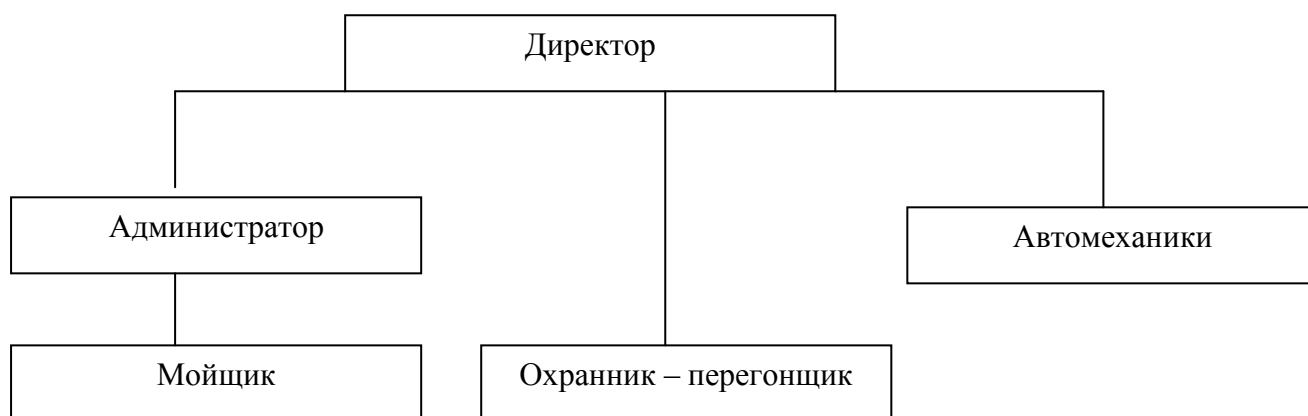 Директор
Администратор
Автомеханики
Мойщик
Охранник – перегонщик